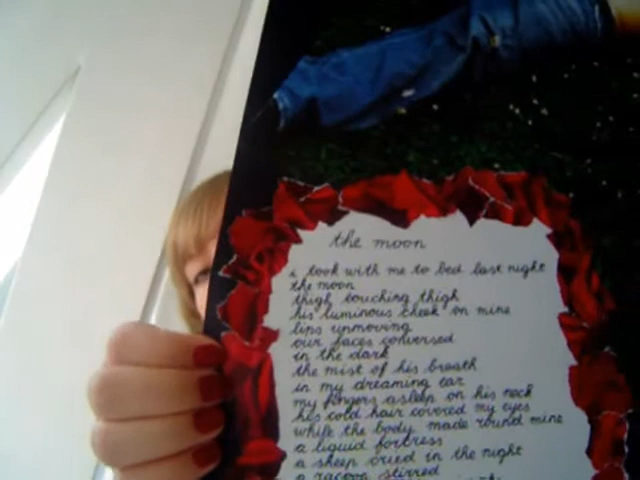 the moon
i took with me to bed last night
the moon
thigh touching thigh
his luminous cheek on mine
lips unmoving
our faces conversed
in the dark
the mist of his breath
in my dreaming ear
my fingers asleep on his neck
his cold hair covered my eyes
while the body made round mine
a liquid fortress
a sheep cried in the night
a racoon stirred